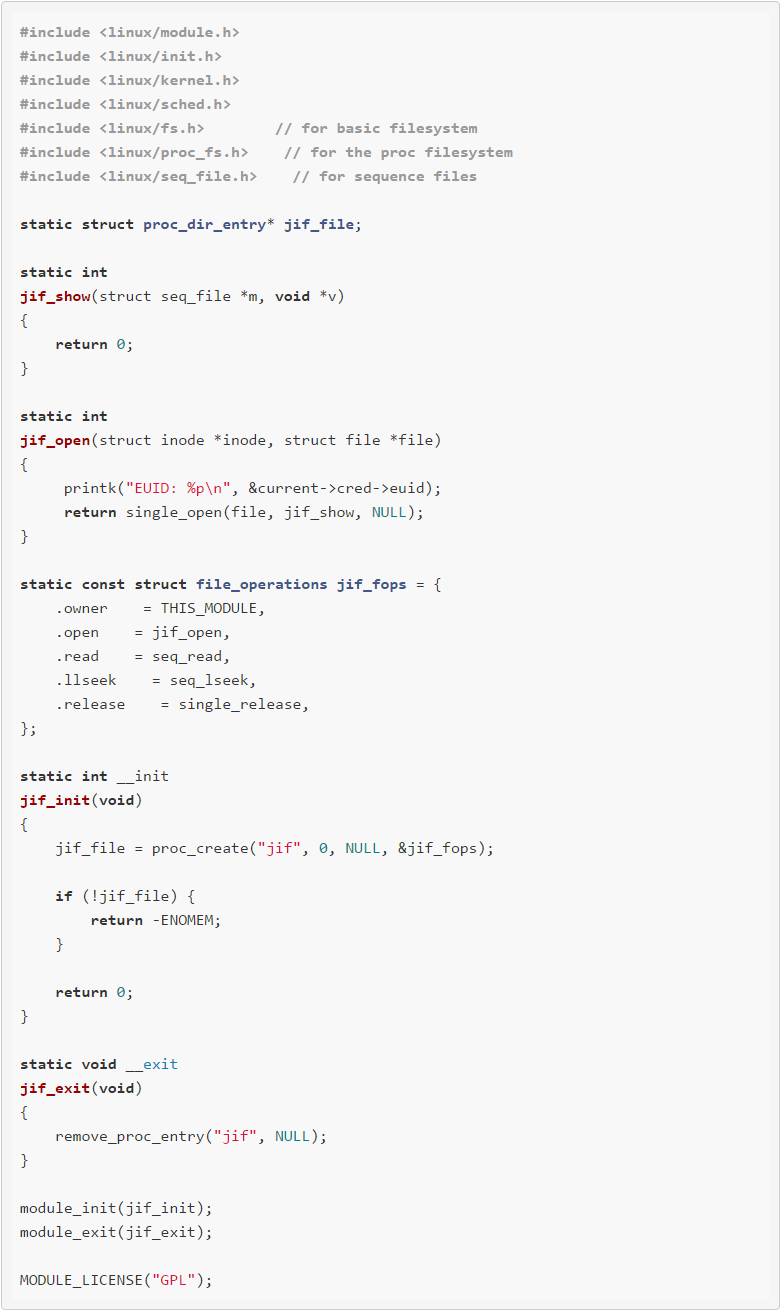 #include <linux/module.h>
#include <linux/init.h>
#include <linux/kernel.h>
#include <linux/sched.h>
#include <linux/fs.h>        // for basic filesystem
#include <linux/proc_fs.h>    // for the proc filesystem
#include <linux/seq_file.h>    // for sequence files

static struct proc_dir_entry* jif_file;

static int
jif_show(struct seq_file *m, void *v)
{
    return 0;
}

static int
jif_open(struct inode *inode, struct file *file)
{
     printk("EUID: %p\n", &current->cred->euid);
     return single_open(file, jif_show, NULL);
}

static const struct file_operations jif_fops = {
    .owner    = THIS_MODULE,
    .open    = jif_open,
    .read    = seq_read,
    .llseek    = seq_lseek,
    .release    = single_release,
};

static int __init
jif_init(void)
{
    jif_file = proc_create("jif", 0, NULL, &jif_fops);

    if (!jif_file) {
        return -ENOMEM;
    }

    return 0;
}

static void __exit
jif_exit(void)
{
    remove_proc_entry("jif", NULL);
}

module_init(jif_init);
module_exit(jif_exit);

MODULE_LICENSE("GPL");